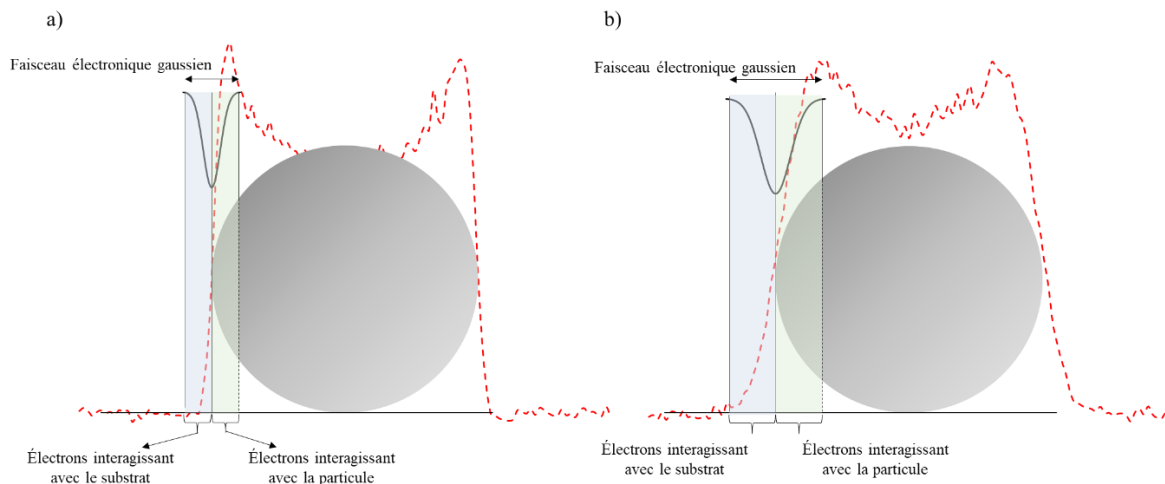 a)
Faisceau électronique gaussien
Électrons interagissant
avec le substrat
Électrons interagissant
avec la particule
b)
Faisceau électronique gaussien
Électrons interagissant
avec le substrat
Électrons interagissant
avec la particule